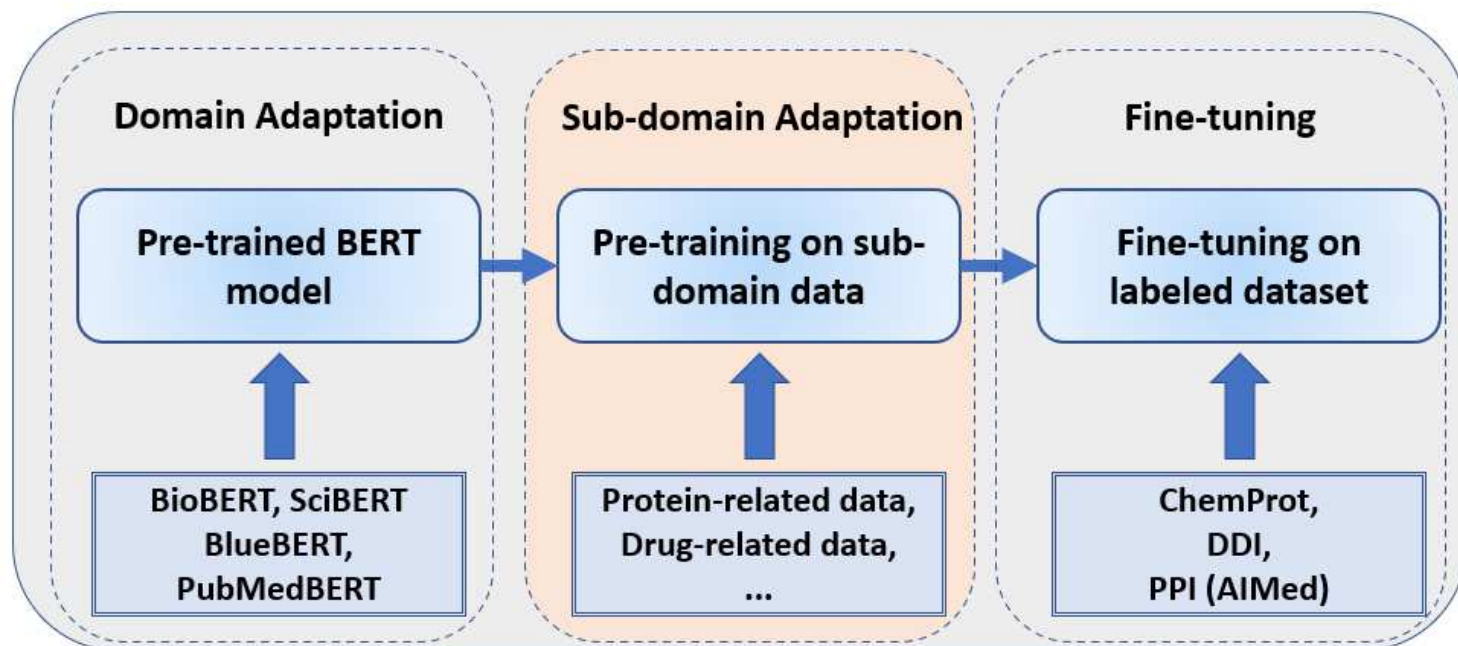 Domain Adaptation
Pre-trained BERT
model
BioBERT, SciBERT
BlueBERT,
PubMedBERT
Sub-domain Adaptation
Pre-training on sub-
domain data
Protein-related data,
Drug-related data,
...
Fine-tuning
Fine-tuning on
labeled dataset
ChemProt,
DDI,
PPI (AIMed)